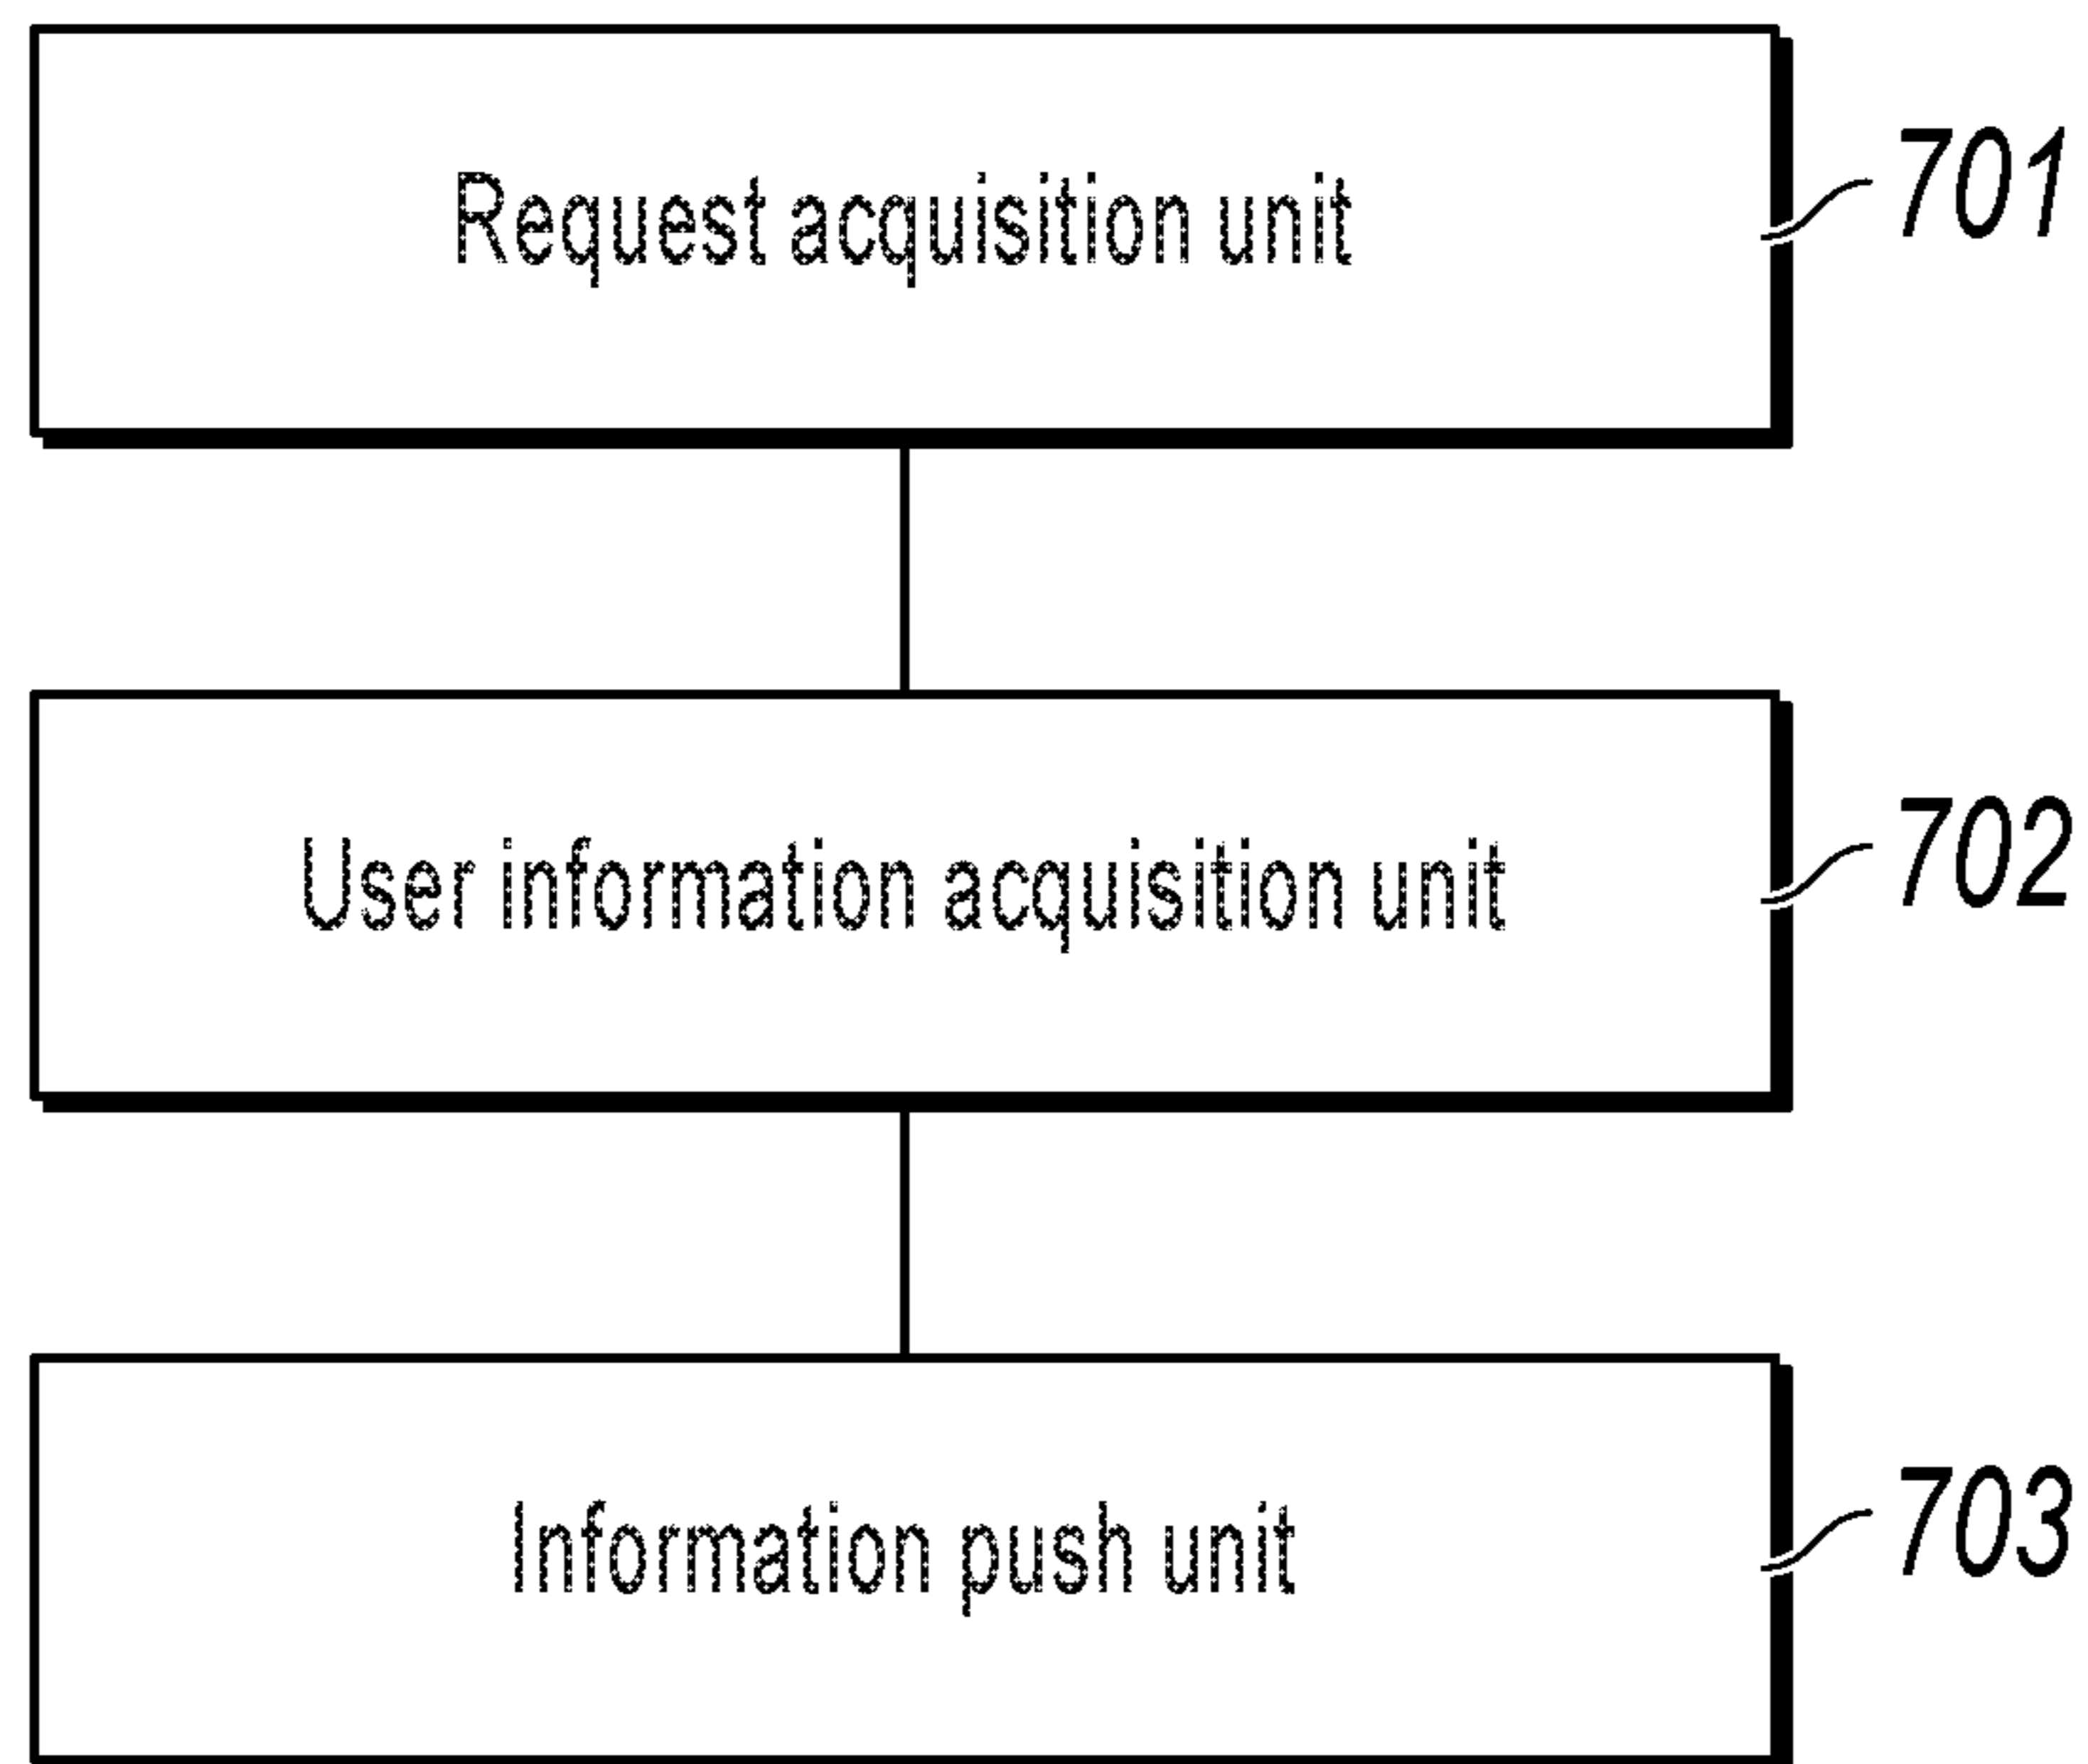 Request acquisition unit
701
User information acquisition unit
702
Information push unit
703